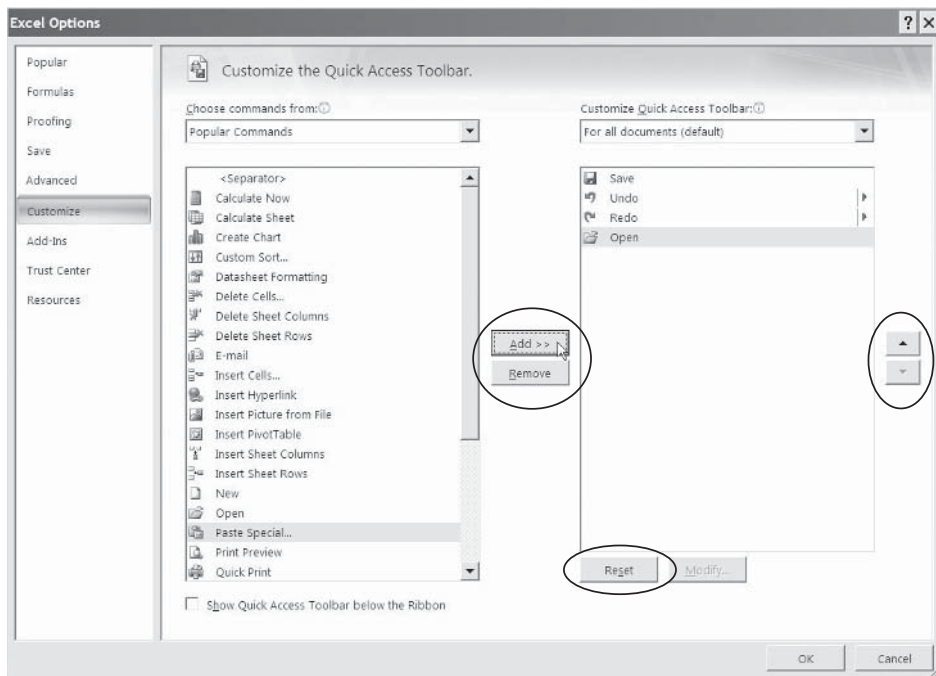 Excel Options
?
Popular
Formulas
Proofing
Save
Advanced
Customize
Add-Ins
Trust Center
Resources
Customize the Quick Access Toolbar.
Choose commands from:
Popular Commands
<Separator>
Calculate Now
Calculate Sheet
Create Chart
Custom Sort...
Datasheet Formatting
Delete Cells...
Delete Sheet Columns
Delete Sheet Rows
E-mail
Insert Cells...
Insert Hyperlink
Insert Picture from File
Insert PivotTable
Insert Sheet Columns
Insert Sheet Rows
New
Open
Paste Special...
Print Preview
Quick Print
Show Quick Access Toolbar below the Ribbon
Add >>
Remove
Customize Quick Access Toolbar:
For all documents (default)
Save
Undo
Redo
Open
Reset
Modify...
OK
Cancel